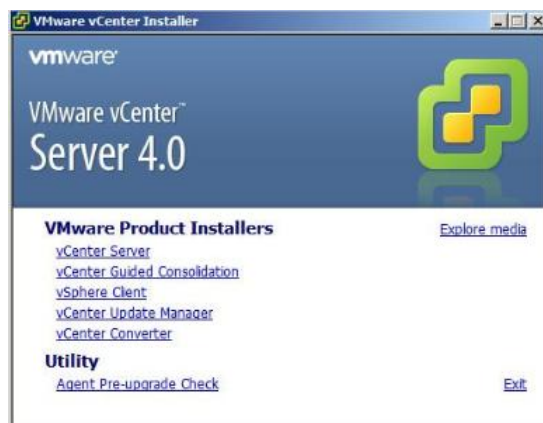 VMware vCenter Installer
vmware
VMware vCenter™
Server 4.0
VMware Product Installers Explore media
vCenter Server
vCenter Guided Consolidation
vSphere Client
vCenter Update Manager
vCenter Converter
Utility
Agent Pre-upgrade Check Exit